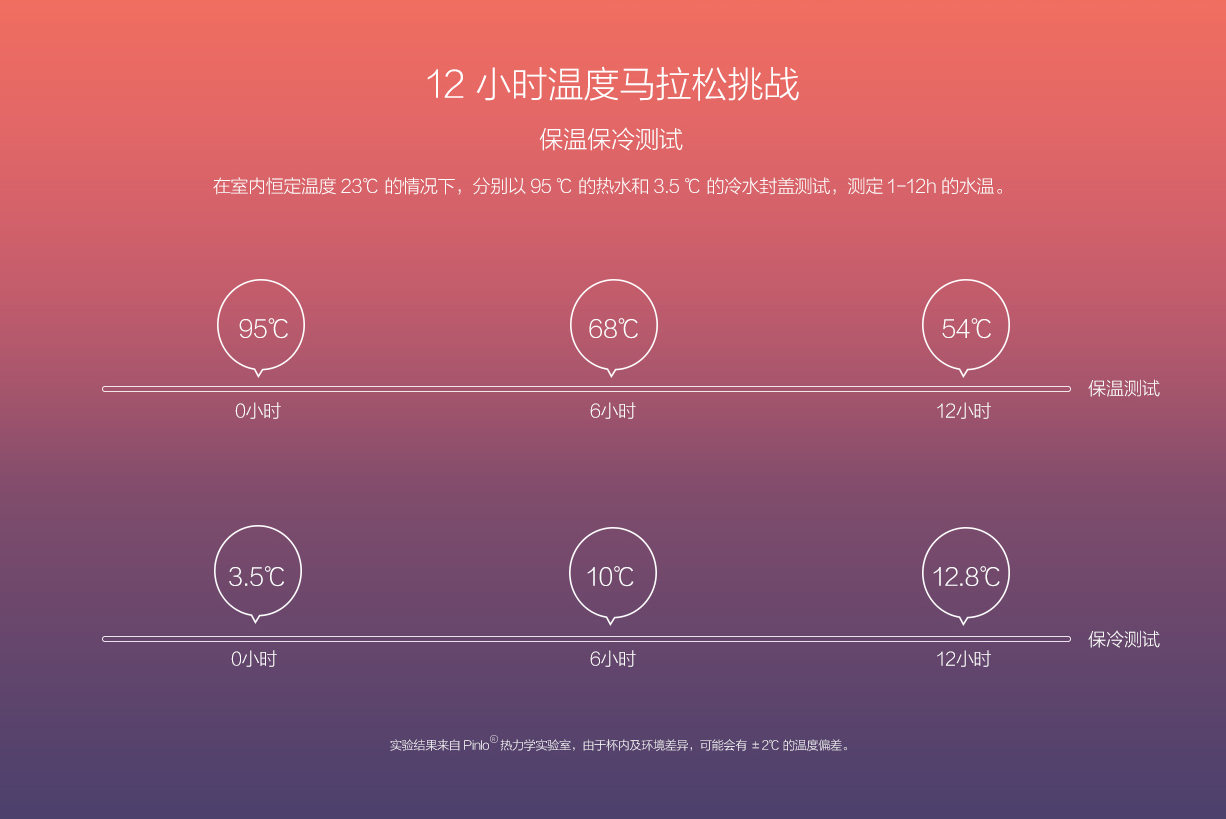 12 小时温度马拉松挑战
保温保冷测试
在室内恒定温度 23℃ 的情况下，分别以 95 ℃ 的热水和 3.5 ℃ 的冷水封盖测试，测定 1-12h 的水温。
95℃ 68℃ 54℃
保温测试
0小时 6小时 12小时
3.5℃ 10℃ 12.8℃
保冷测试
0小时 6小时 12小时
实验结果来自 Pinlo® 热力学实验室，由于杯内及环境差异，可能会有 ±2℃ 的温度偏差。